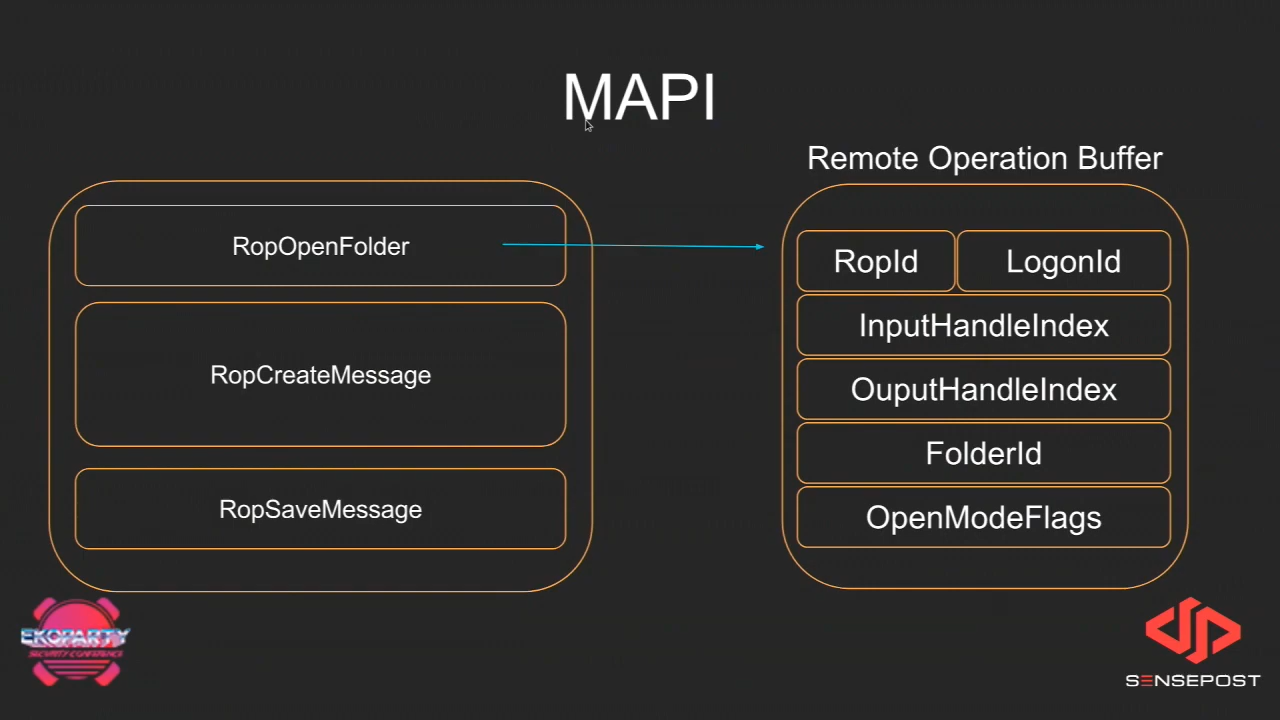 MAPI
Remote Operation Buffer
RopOpenFolder
RopCreateMessage
RopSaveMessage
RopId
LogonId
InputHandleIndex
OuputHandleIndex
FolderId
OpenModeFlags
EKOPARTY
SECURITY CONFERENCE
SENSEPOST